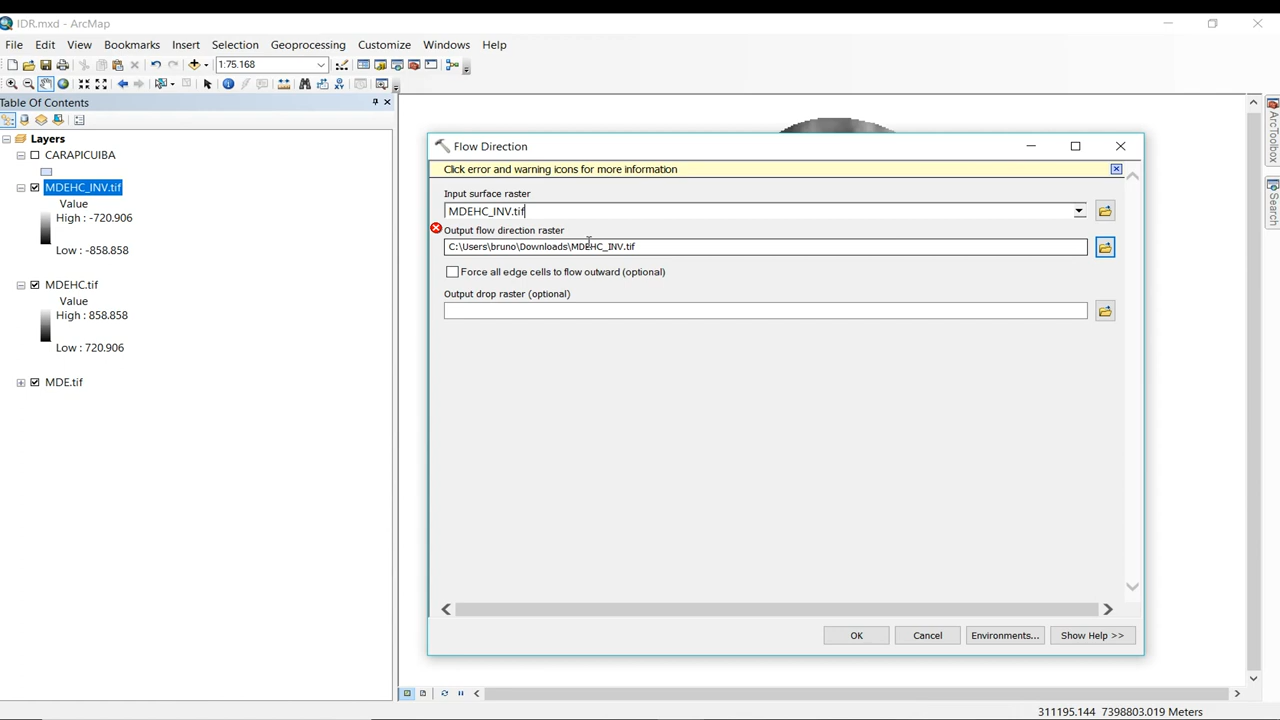 IDR.mxd - ArcMap
File Edit View Bookmarks Insert Selection Geoprocessing Customize Windows Help
1:75.168
Table Of Contents
Layers
CARAPICUIBA
MDEHC_INV.tif
Value
High : -720.906
Low : -858.858
MDEHC.tif
Value
High : 858.858
Low : 720.906
MDE.tif
Flow Direction
Click error and warning icons for more information
Input surface raster
MDEHC_INV.tif
Output flow direction raster
C:\Users\bruno\Downloads\MDEHC_INV.tif
Force all edge cells to flow outward (optional)
Output drop raster (optional)
OK Cancel Environments... Show Help >>
ArcToolbox
Search
311195.144 7398803.019 Meters